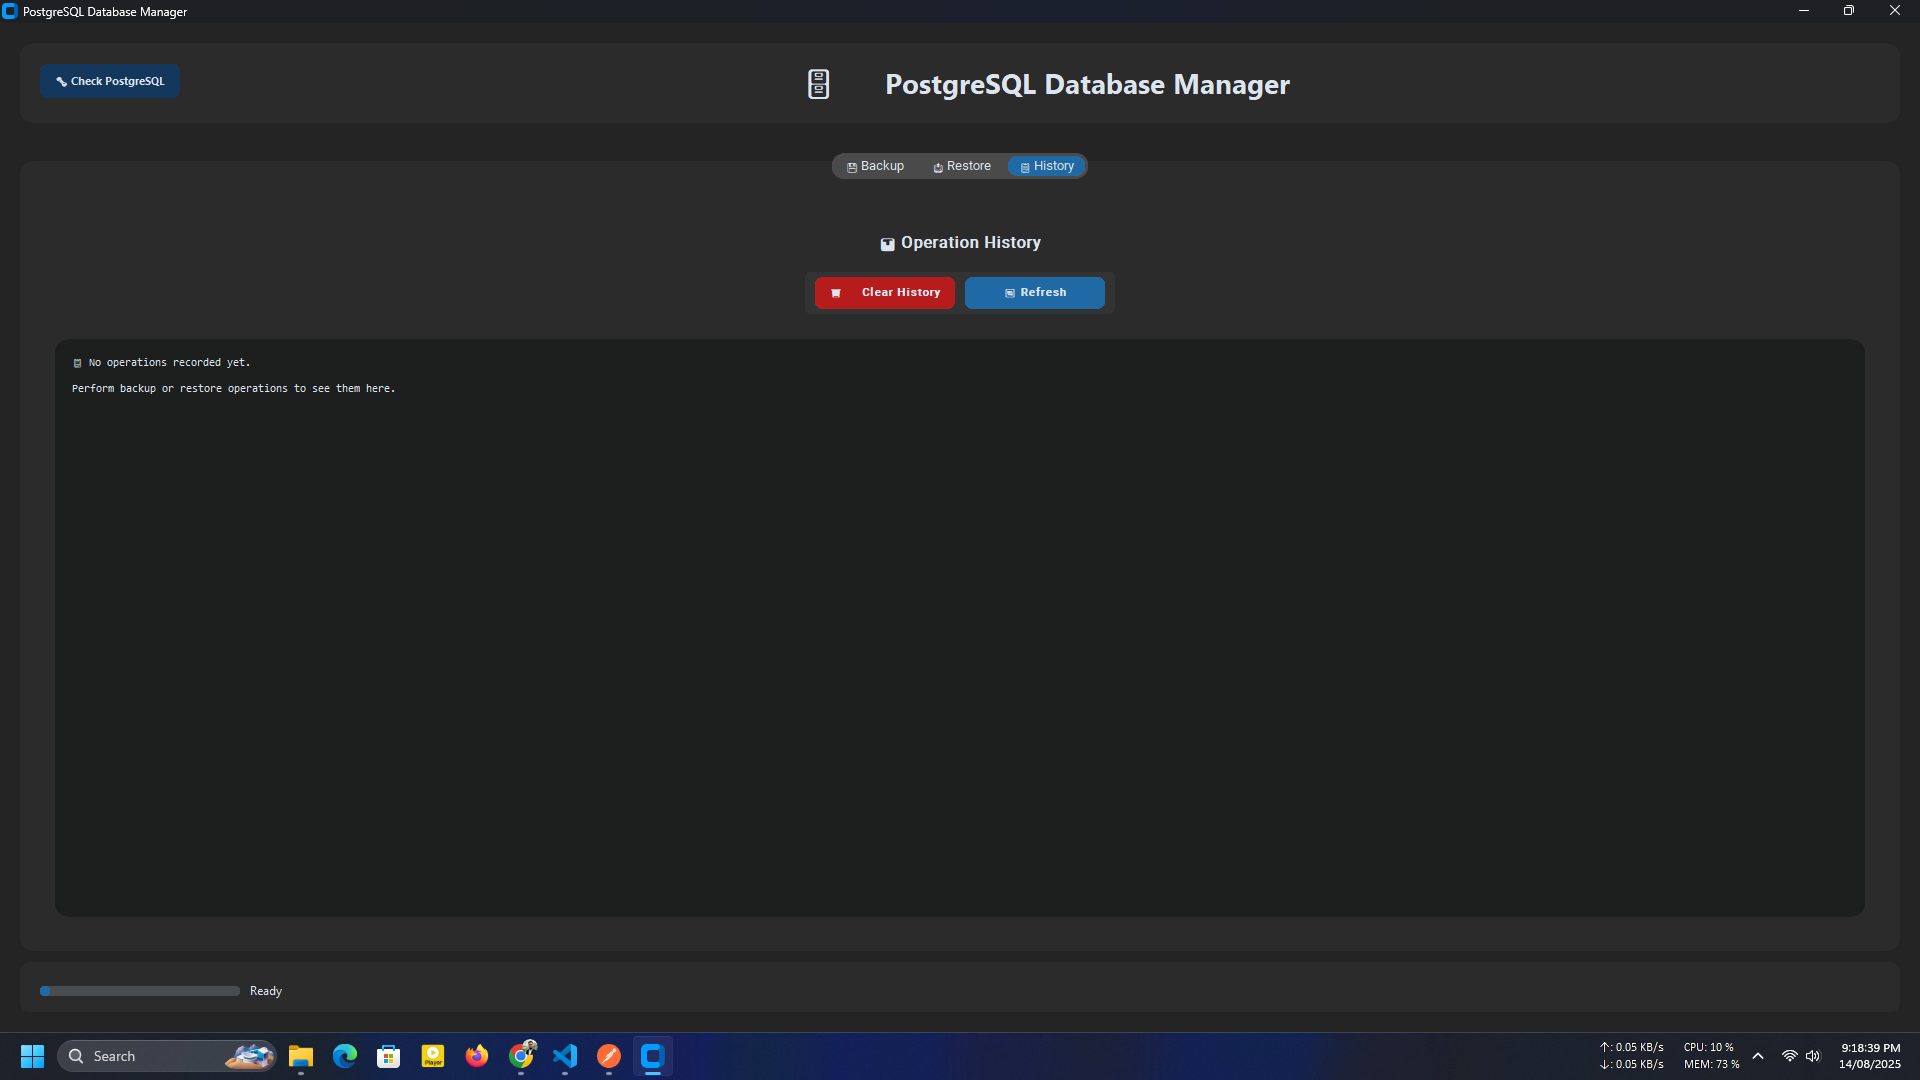 PostgreSQL Database Manager
Check PostgreSQL
PostgreSQL Database Manager
Backup
Restore
History
Operation History
Clear History
Refresh
No operations recorded yet.
Perform backup or restore operations to see them here.
Ready
Search
Player
↑: 0.05 KB/s
↓: 0.05 KB/s
CPU: 10 %
MEM: 73 %
9:18:39 PM
14/08/2025